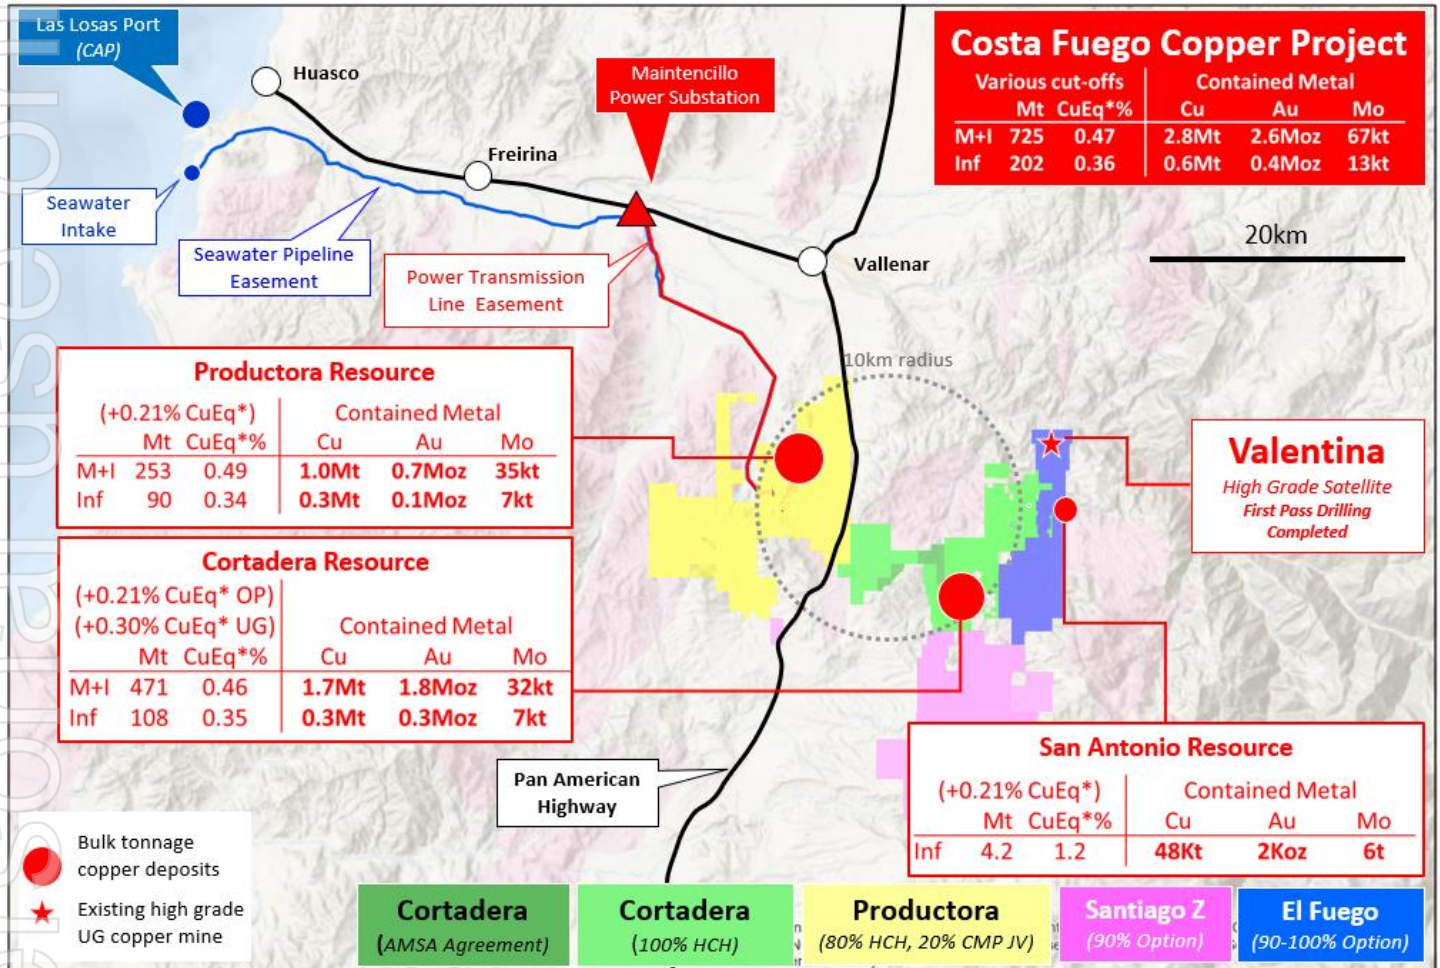 Las Losas Port
(CAP)
Huasco
Maintencillo
Power Substation
Costa Fuego Copper Project
Various cut-offs Contained Metal
Mt CuEq*% Cu Au Mo
M+I 725 0.47 2.8Mt 2.6Moz 67kt
Inf 202 0.36 0.6Mt 0.4Moz 13kt
Freirina
Seawater
Intake
Seawater Pipeline
Easement
Power Transmission
Line Easement
Vallenar
20km
10km radius
Productora Resource
(+0.21% CuEq*) Contained Metal
Mt CuEq*% Cu Au Mo
M+I 253 0.49 1.0Mt 0.7Moz 35kt
Inf 90 0.34 0.3Mt 0.1Moz 7kt
Valentina
High Grade Satellite
First Pass Drilling
Completed
Cortadera Resource
(+0.21% CuEq* OP)
(+0.30% CuEq* UG) Contained Metal
Mt CuEq*% Cu Au Mo
M+I 471 0.46 1.7Mt 1.8Moz 32kt
Inf 108 0.35 0.3Mt 0.3Moz 7kt
San Antonio Resource
(+0.21% CuEq*) Contained Metal
Mt CuEq*% Cu Au Mo
Inf 4.2 1.2 48Kt 2Koz 6t
Pan American
Highway
Bulk tonnage
copper deposits
Existing high grade
UG copper mine
Cortadera
(AMSA Agreement)
Cortadera
(100% HCH)
Productora
(80% HCH, 20% CMP JV)
Santiago Z
(90% Option)
El Fuego
(90-100% Option)